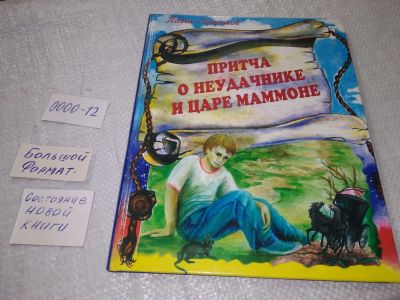 ПРИТЧА
О НЕУДАЧНИКЕ
И ЦАРЕ МАММОНЕ
0000-12
БОЛЬШОЙ
ФОРМАТ.
Состояние
НОВОЙ
КНИГИ